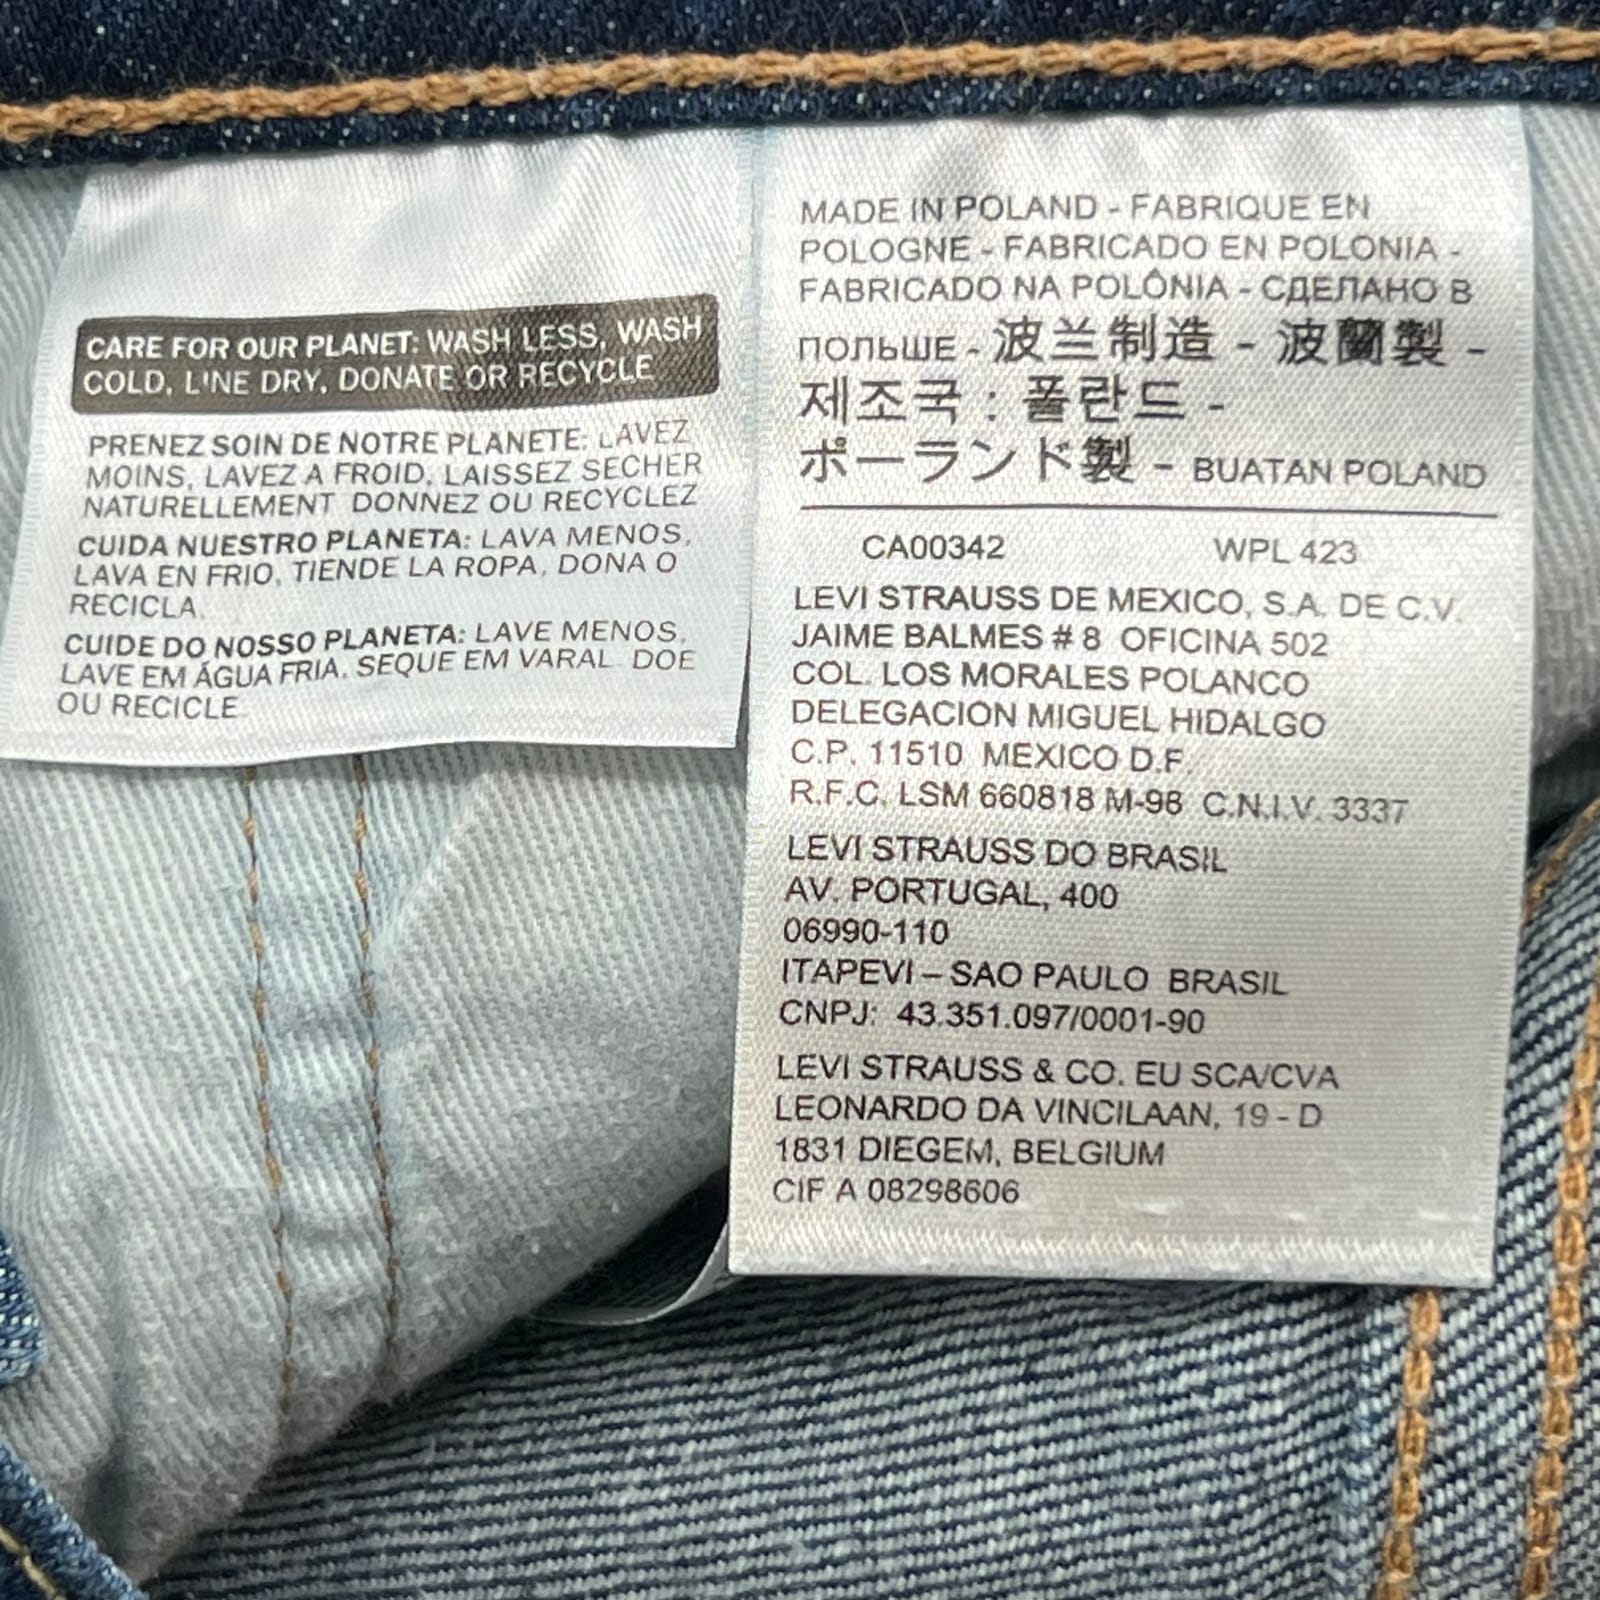 CARE FOR OUR PLANET: WASH LESS, WASH
COLD, LINE DRY, DONATE OR RECYCLE
PRENEZ SOIN DE NOTRE PLANETE: LAVEZ
MOINS, LAVEZ A FROID, LAISSEZ SECHER
NATURELLEMENT DONNEZ OU RECYCLEZ
CUIDA NUESTRO PLANETA: LAVA MENOS,
LAVA EN FRIO, TIENDE LA ROPA, DONA O
RECICLA.
CUIDE DO NOSSO PLANETA: LAVE MENOS,
LAVE EM ÁGUA FRIA. SEQUE EM VARAL. DOE
OU RECICLE
MADE IN POLAND - FABRIQUE EN
POLOGNE - FABRICADO EN POLONIA -
FABRICADO NA POLÔNIA - СДЕЛАНО В
ПОЛЬШЕ - 波兰制造 - 波蘭製 -
제조국 : 폴란드 -
ポーランド製 - BUATAN POLAND
CA00342 WPL 423
LEVI STRAUSS DE MEXICO, S.A. DE C.V.
JAIME BALMES # 8 OFICINA 502
COL. LOS MORALES POLANCO
DELEGACION MIGUEL HIDALGO
C.P. 11510 MEXICO D.F.
R.F.C. LSM 660818 M-98 C.N.I.V. 3337
LEVI STRAUSS DO BRASIL
AV. PORTUGAL, 400
06990-110
ITAPEVI – SAO PAULO BRASIL
CNPJ: 43.351.097/0001-90
LEVI STRAUSS & CO. EU SCA/CVA
LEONARDO DA VINCILAAN, 19 - D
1831 DIEGEM, BELGIUM
CIF A 08298606